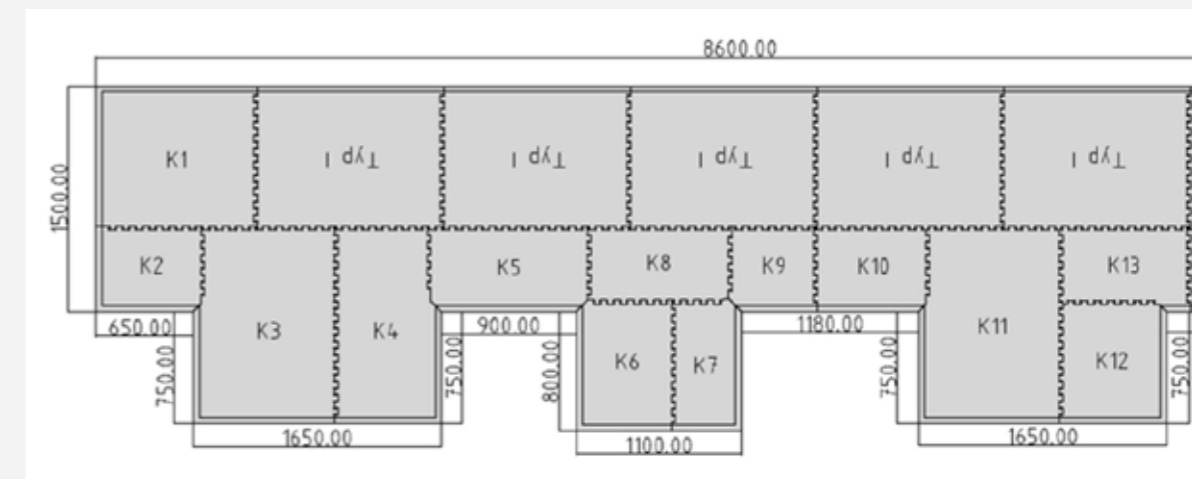 8600.00
1500.00
K1
Typ I
Typ I
Typ I
Typ I
Typ I
K2
K5
K8
K9
K10
K13
K3
K4
K6
K7
K11
K12
650.00
900.00
1180.00
750.00
750.00
800.00
750.00
750.00
1650.00
1100.00
1650.00